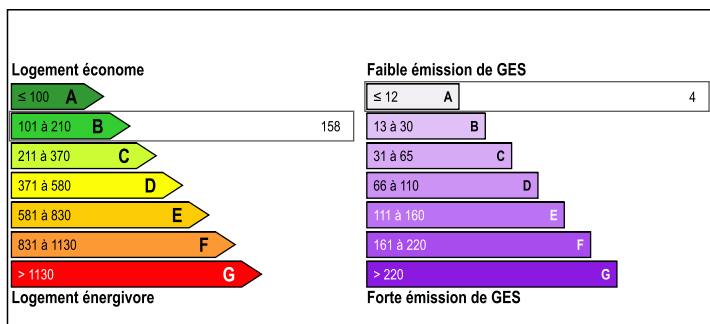 Logement économe
≤ 100 A
101 à 210 B 158
211 à 370 C
371 à 580 D
581 à 830 E
831 à 1130 F
> 1130 G
Logement énergivore
Faible émission de GES
≤ 12 A 4
13 à 30 B
31 à 65 C
66 à 110 D
111 à 160 E
161 à 220 F
> 220 G
Forte émission de GES